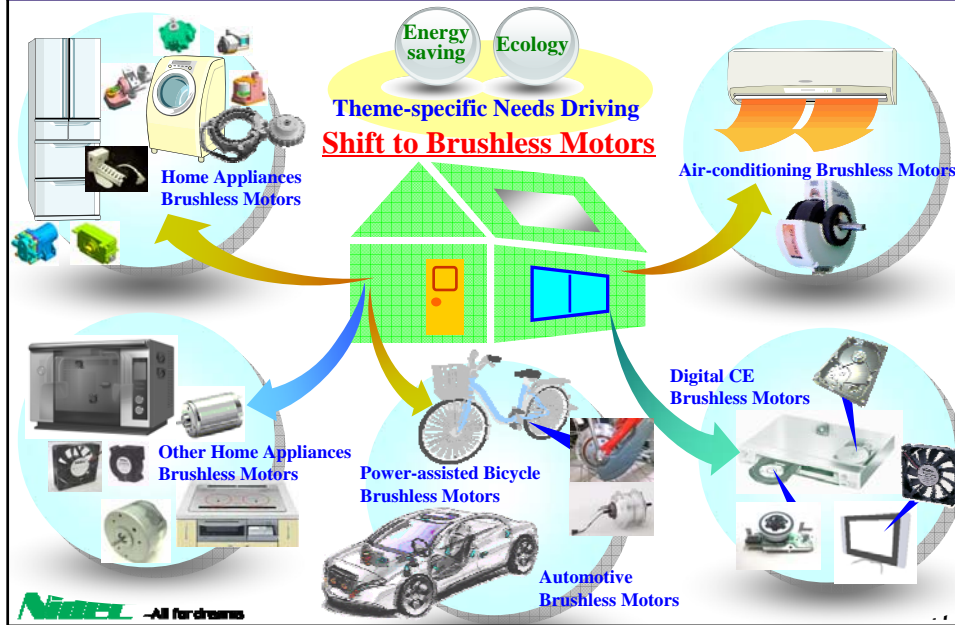 Energy
saving
Ecology
Theme-specific Needs Driving
Shift to Brushless Motors
Home Appliances
Brushless Motors
Air-conditioning Brushless Motors
Digital CE
Brushless Motors
Other Home Appliances
Brushless Motors
Power-assisted Bicycle
Brushless Motors
Automotive
Brushless Motors
Nidec -All for dreams